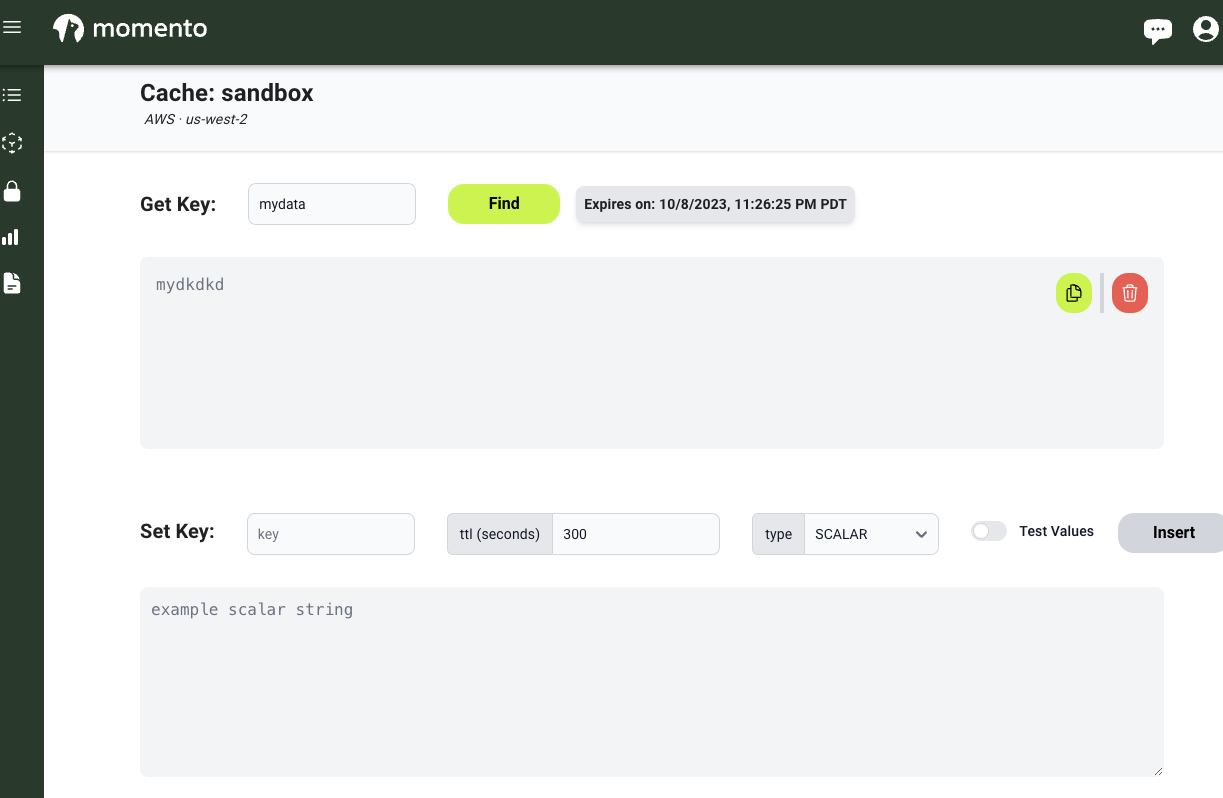 momento
Cache: sandbox
AWS · us-west-2
Get Key: mydata Find Expires on: 10/8/2023, 11:26:25 PM PDT
mydkdkd
Set Key: key ttl (seconds) 300 type SCALAR Test Values Insert
example scalar string